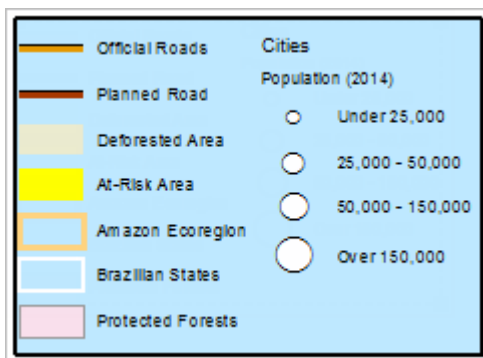 Official Roads
Planned Road
Deforested Area
At-Risk Area
Amazon Ecoregion
Brazilian States
Protected Forests
Cities
Population (2014)
Under 25,000
25,000 - 50,000
50,000 - 150,000
Over 150,000